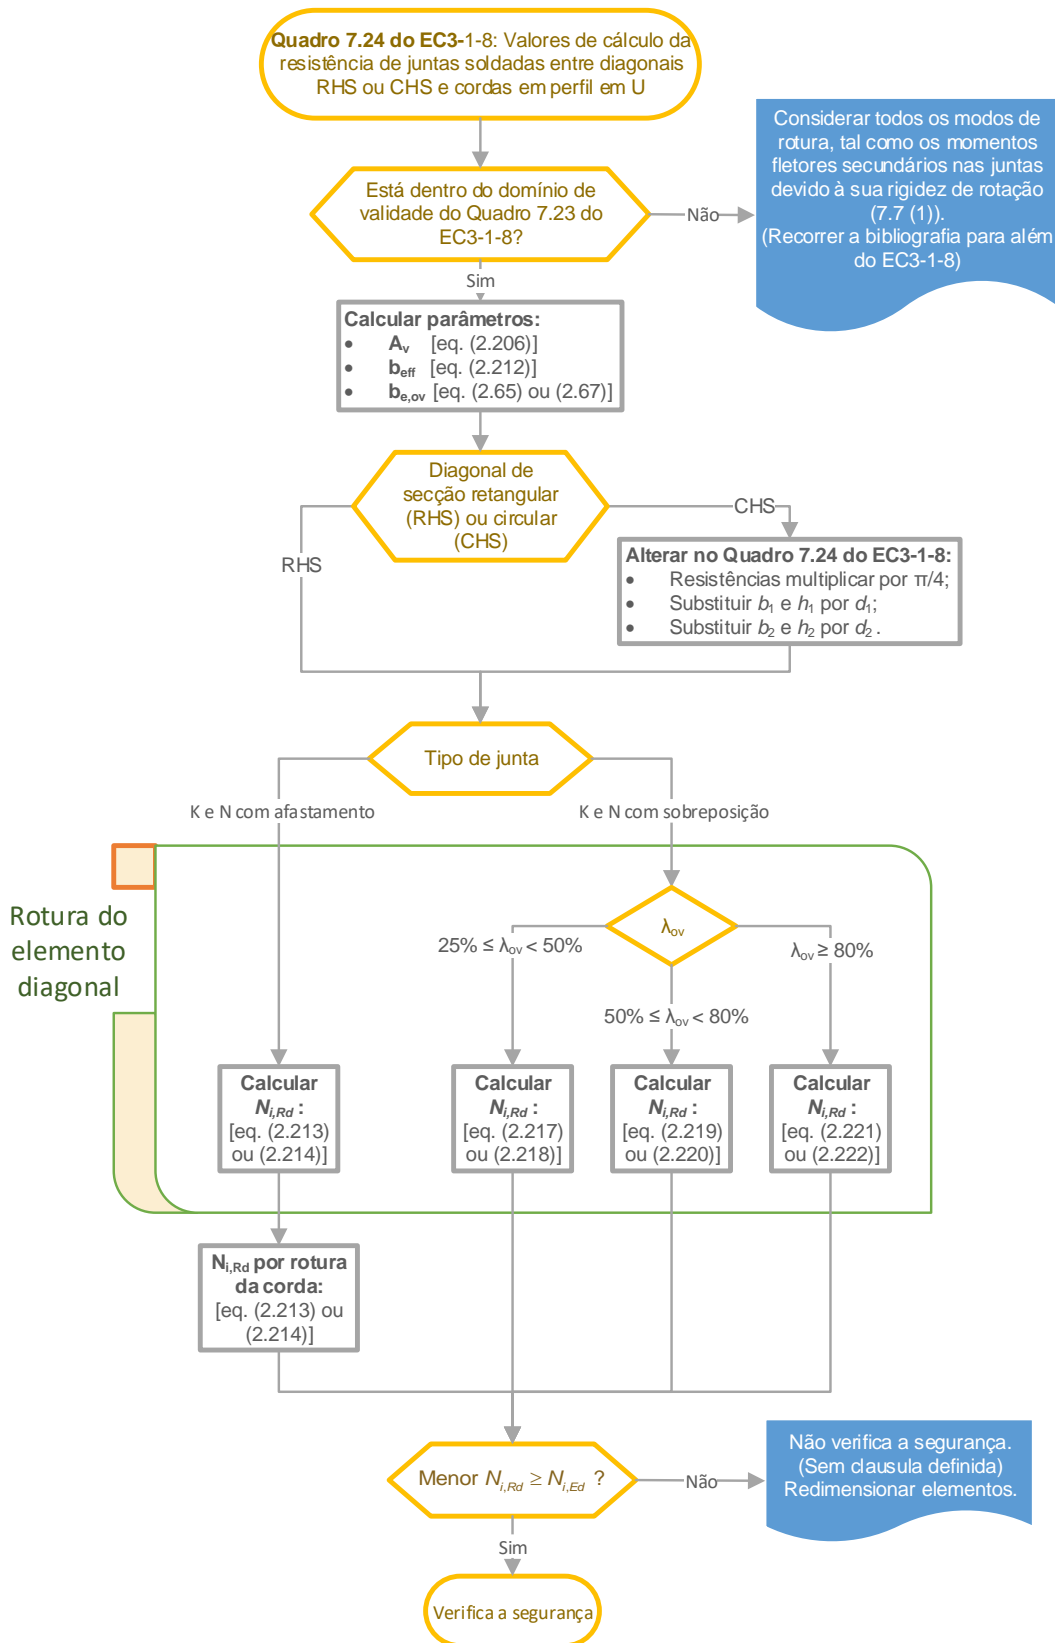 Quadro 7.24 do EC3-1-8: Valores de cálculo da
resistência de juntas soldadas entre diagonais
RHS ou CHS e cordas em perfil em U
Considerar todos os modos de
rotura, tal como os momentos
fletores secundários nas juntas
devido à sua rigidez de rotação
(7.7 (1)).
(Recorrer a bibliografia para além
do EC3-1-8)
Está dentro do domínio de
validade do Quadro 7.23 do
EC3-1-8?
Não
Sim
Calcular parâmetros:
• Av [eq. (2.206)]
• beff [eq. (2.212)]
• be,ov [eq. (2.65) ou (2.67)]
Diagonal de
secção retangular
(RHS) ou circular
(CHS)
RHS
CHS
Alterar no Quadro 7.24 do EC3-1-8:
• Resistências multiplicar por π/4;
• Substituir b1 e h1 por d1;
• Substituir b2 e h2 por d2 .
Tipo de junta
K e N com afastamento
K e N com sobreposição
Rotura do
elemento
diagonal
λov
25% ≤ λov < 50%
λov ≥ 80%
50% ≤ λov < 80%
Calcular
Ni,Rd :
[eq. (2.213)
ou (2.214)]
Calcular
Ni,Rd :
[eq. (2.217)
ou (2.218)]
Calcular
Ni,Rd :
[eq. (2.219)
ou (2.220)]
Calcular
Ni,Rd :
[eq. (2.221)
ou (2.222)]
Ni,Rd por rotura
da corda:
[eq. (2.213) ou
(2.214)]
Menor Ni,Rd ≥ Ni,Ed ?
Não
Não verifica a segurança.
(Sem clausula definida)
Redimensionar elementos.
Sim
Verifica a segurança